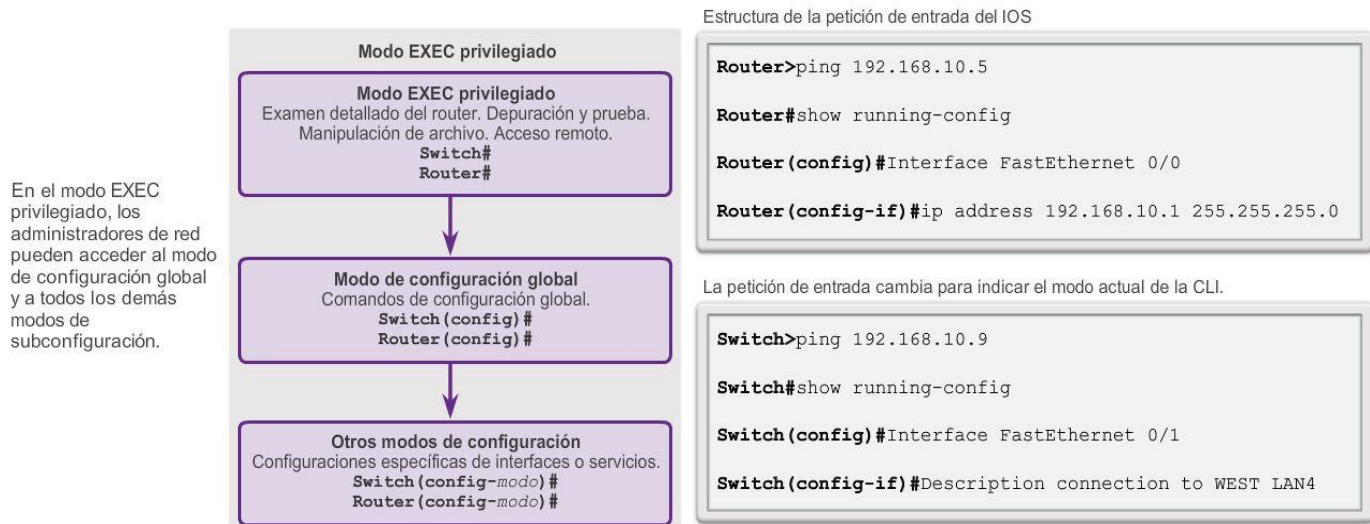 En el modo EXEC
privilegiado, los
administradores de red
pueden acceder al modo
de configuración global
y a todos los demás
modos de
subconfiguración.
Modo EXEC privilegiado
Modo EXEC privilegiado
Examen detallado del router. Depuración y prueba.
Manipulación de archivo. Acceso remoto.
Switch#
Router#
Modo de configuración global
Comandos de configuración global.
Switch(config)#
Router(config)#
Otros modos de configuración
Configuraciones específicas de interfaces o servicios.
Switch(config-modo)#
Router(config-modo)#
Estructura de la petición de entrada del IOS
Router>ping 192.168.10.5
Router#show running-config
Router(config)#Interface FastEthernet 0/0
Router(config-if)#ip address 192.168.10.1 255.255.255.0
La petición de entrada cambia para indicar el modo actual de la CLI.
Switch>ping 192.168.10.9
Switch#show running-config
Switch(config)#Interface FastEthernet 0/1
Switch(config-if)#Description connection to WEST LAN4